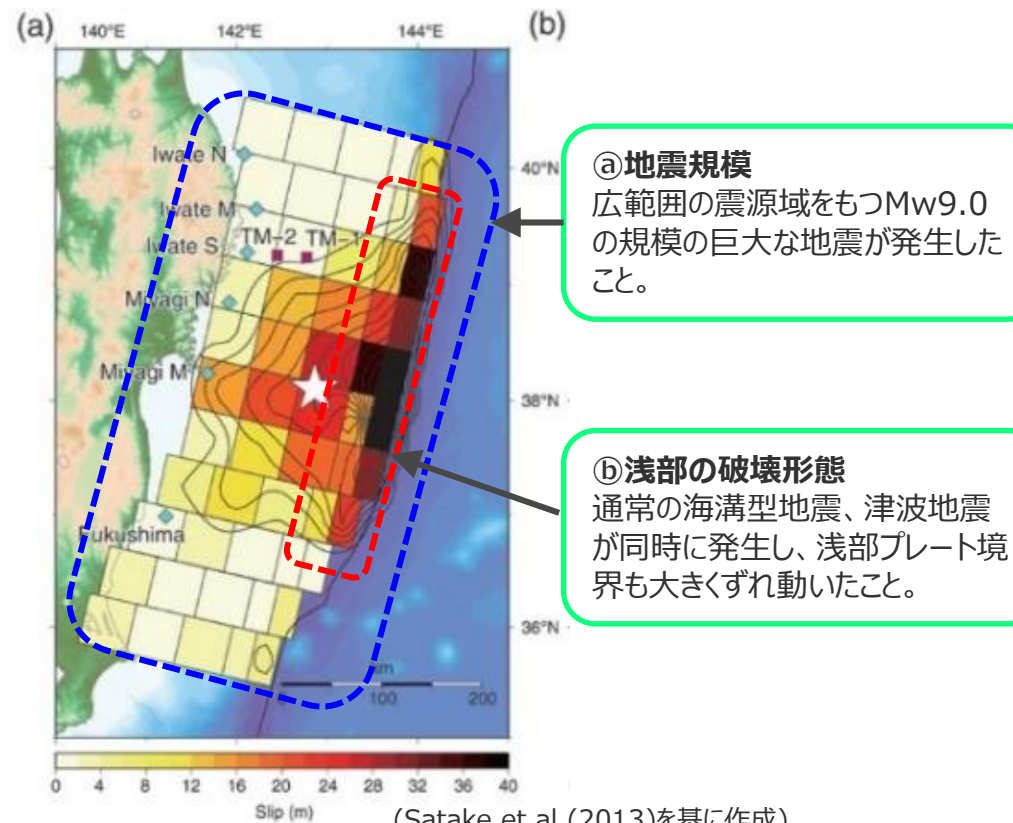 (a)
140°E
142°E
144°E
(b)
Iwate N
40°N
Iwate M
Iwate S
TM-2 TM-1
Miyagi N
Miyagi M
38°N
Fukushima
36°N
km
0
100
200
0 4 8 12 16 20 24 28 32 36 40
Slip (m)
ⓐ地震規模
広範囲の震源域をもつMw9.0
の規模の巨大な地震が発生した
こと。
ⓑ浅部の破壊形態
通常の海溝型地震、津波地震
が同時に発生し、浅部プレート境
界も大きくずれ動いたこと。
(Satake et al.(2013)を基に作成)